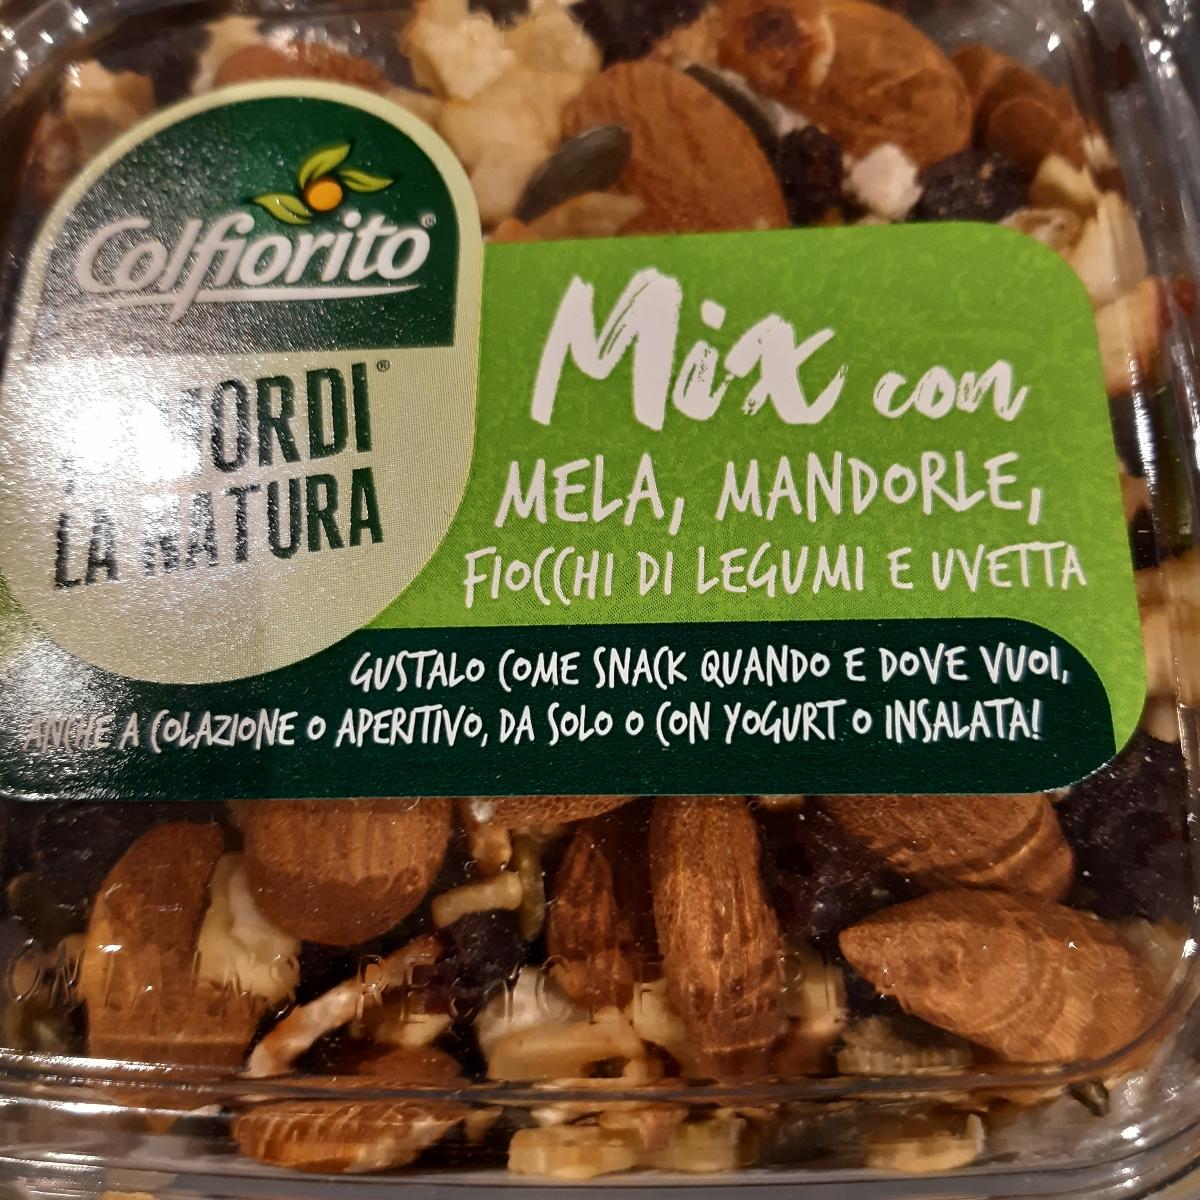 Colfiorito®
LA NATURA
Mix con
MELA, MANDORLE,
FIOCCHI DI LEGUMI E UVETTA
GUSTALO COME SNACK QUANDO E DOVE VUOI,
ANCHE A COLAZIONE O APERITIVO, DA SOLO O CON YOGURT O INSALATA!